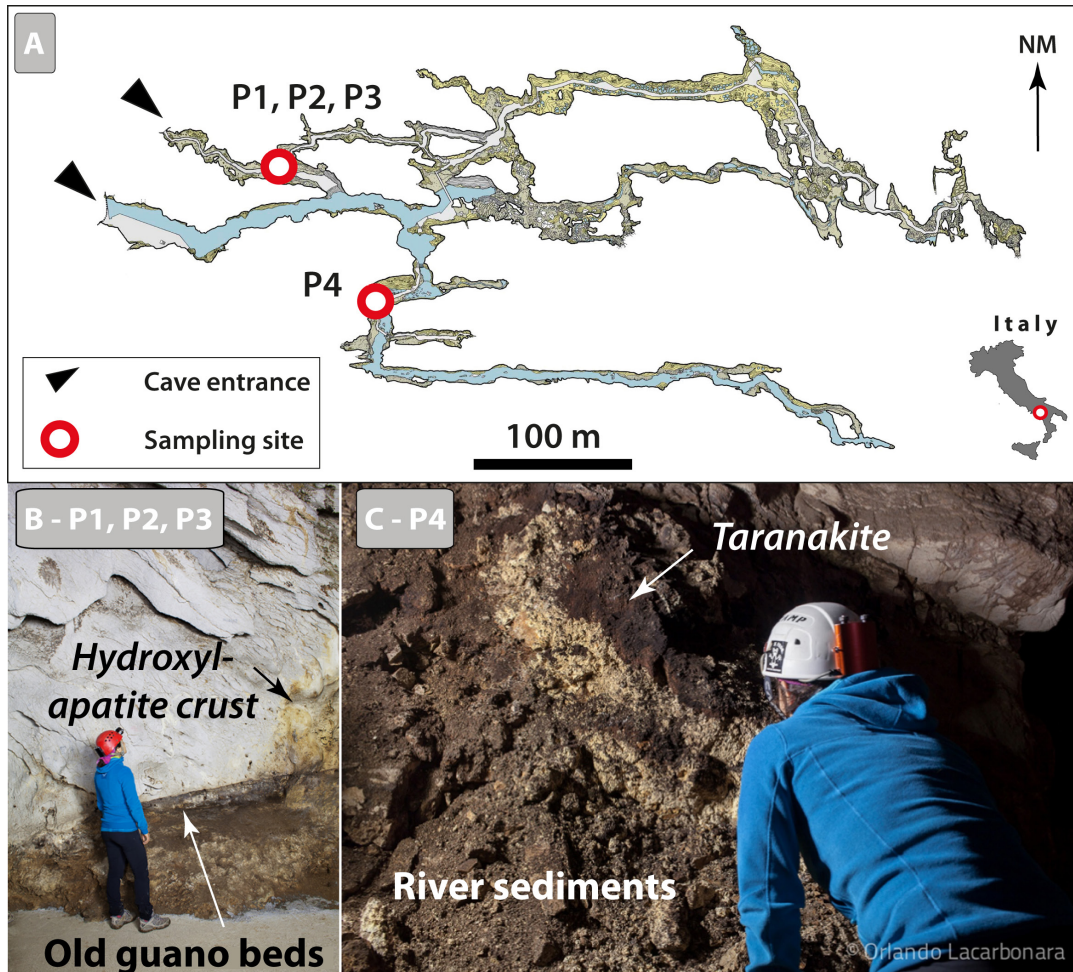 A
NM
P1, P2, P3
P4
Italy
Cave entrance
Sampling site
100 m
B - P1, P2, P3
C - P4
Taranakite
Hydroxyl-
apatite crust
River sediments
Old guano beds
© Orlando Lacarbonara